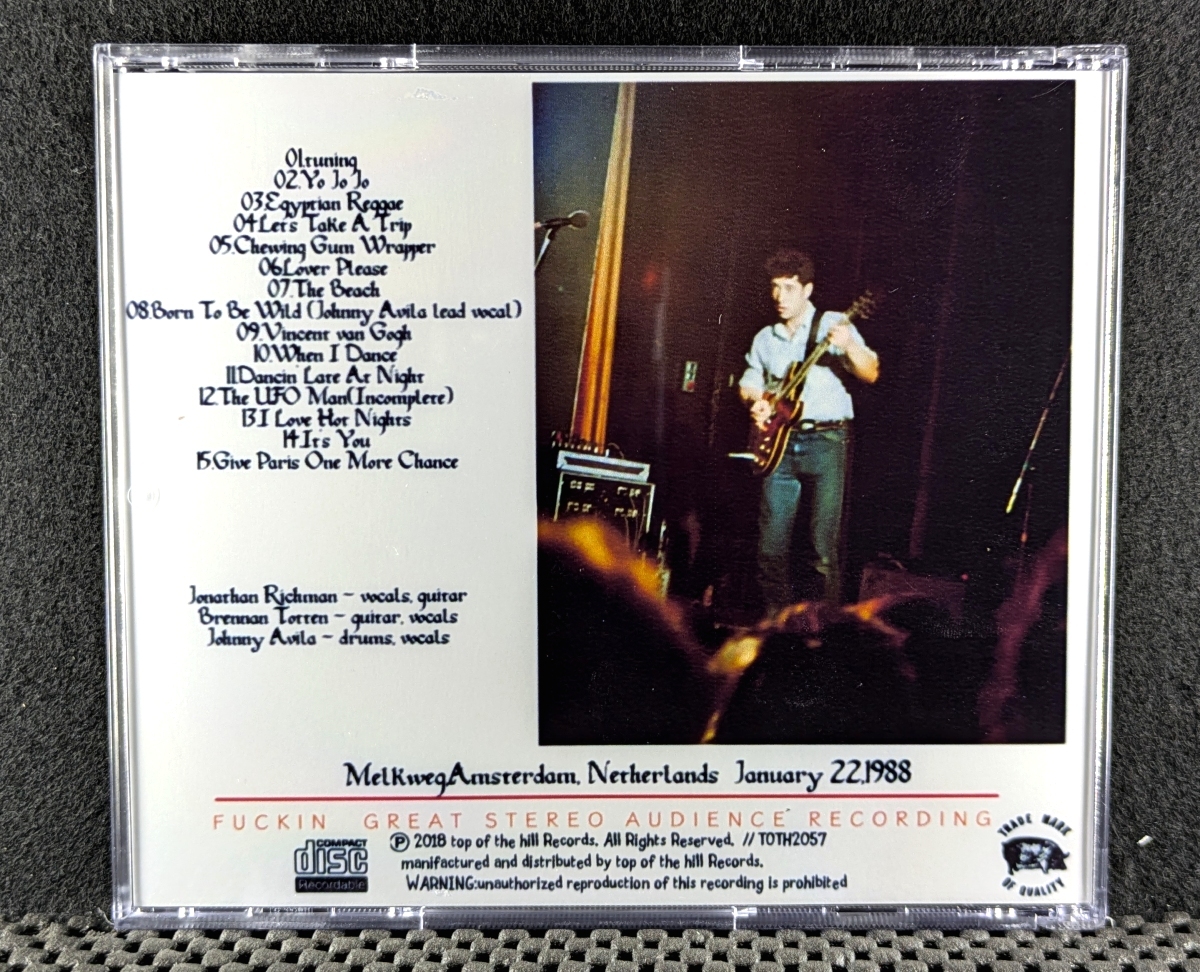 01.tuning
02.Yo Jo Jo
03.Egyptian Reggae
04.Let's Take A Trip
05.Chewing Gum Wrapper
06.Lover Please
07.The Beach
08.Born To Be Wild (Johnny Avila lead vocal)
09.Vincent van Gogh
10.When I Dance
11.Dancin Late At Night
12.The UFO Man(Incomplete)
13.I Love Hot Nights
14.It's You
15.Give Paris One More Chance
Jonathan Richman - vocals, guitar
Brennan Totten - guitar, vocals
Johnny Avila - drums, vocals
Melkweg,Amsterdam, Netherlands January 22,1988
FUCKIN GREAT STEREO AUDIENCE RECORDING
COMPACT
disc
Recordable
Ⓟ 2018 top of the hill Records. All Rights Reserved. // TOTH2057
manifactured and distributed by top of the hill Records.
WARNING:unauthorized reproduction of this recording is prohibited
TRADE MARK
OF QUALITY